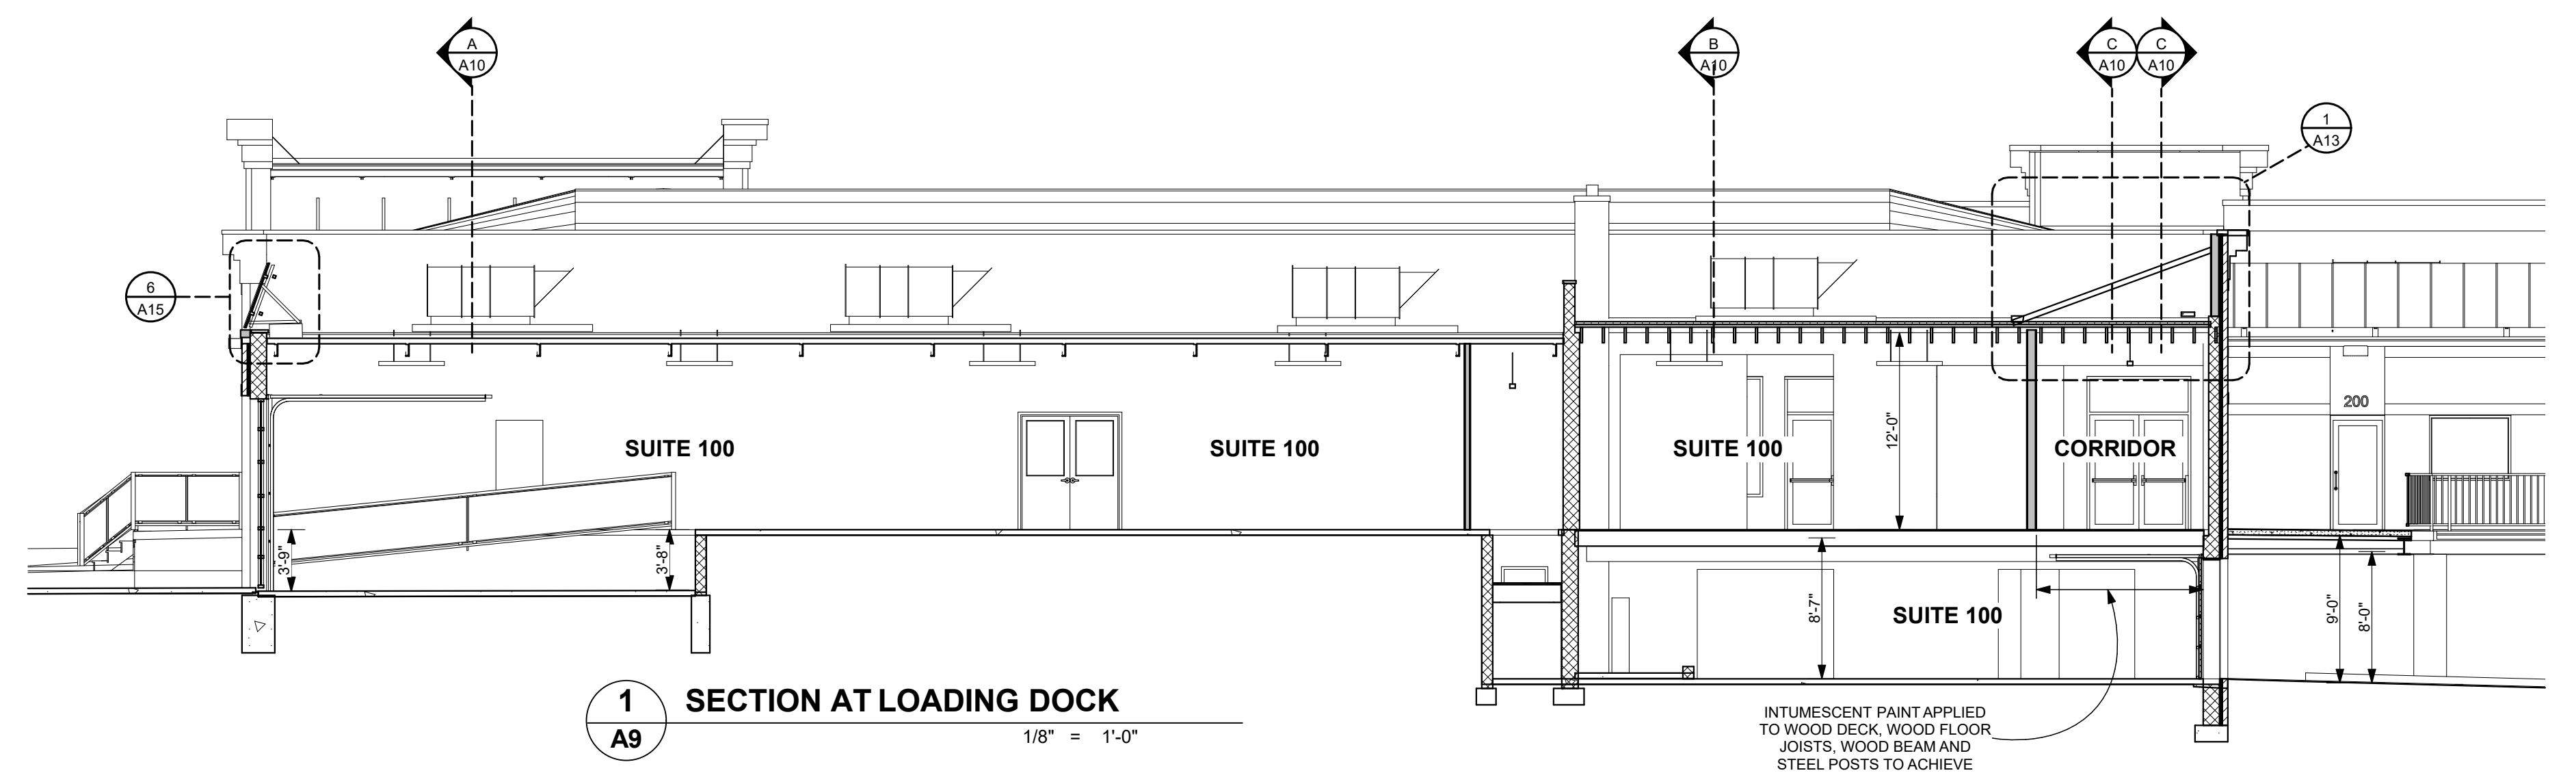 A
A10
B
A10
C
A10
C
A10
1
A13
6
A15
200
SUITE 100
SUITE 100
SUITE 100
12'-0"
CORRIDOR
3'-9"
3'-8"
8'-7"
SUITE 100
9'-0"
8'-0"
1
A9
SECTION AT LOADING DOCK
1/8" = 1'-0"
INTUMESCENT PAINT APPLIED
TO WOOD DECK, WOOD FLOOR
JOISTS, WOOD BEAM AND
STEEL POSTS TO ACHIEVE